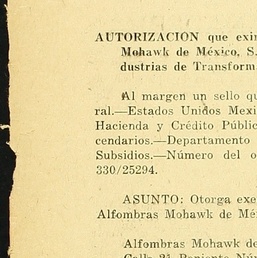 AUTORIZACION que exi
Mohawk de México, S.
dustrias de Transform
Al margen un sello qu
ral.—Estados Unidos Mexi
Hacienda y Crédito Públic
cendarios.—Departamento
Subsidios.—Número del o
330/25294.
ASUNTO: Otorga exe
Alfombras Mohawk de Mé
Alfombras Mohawk de